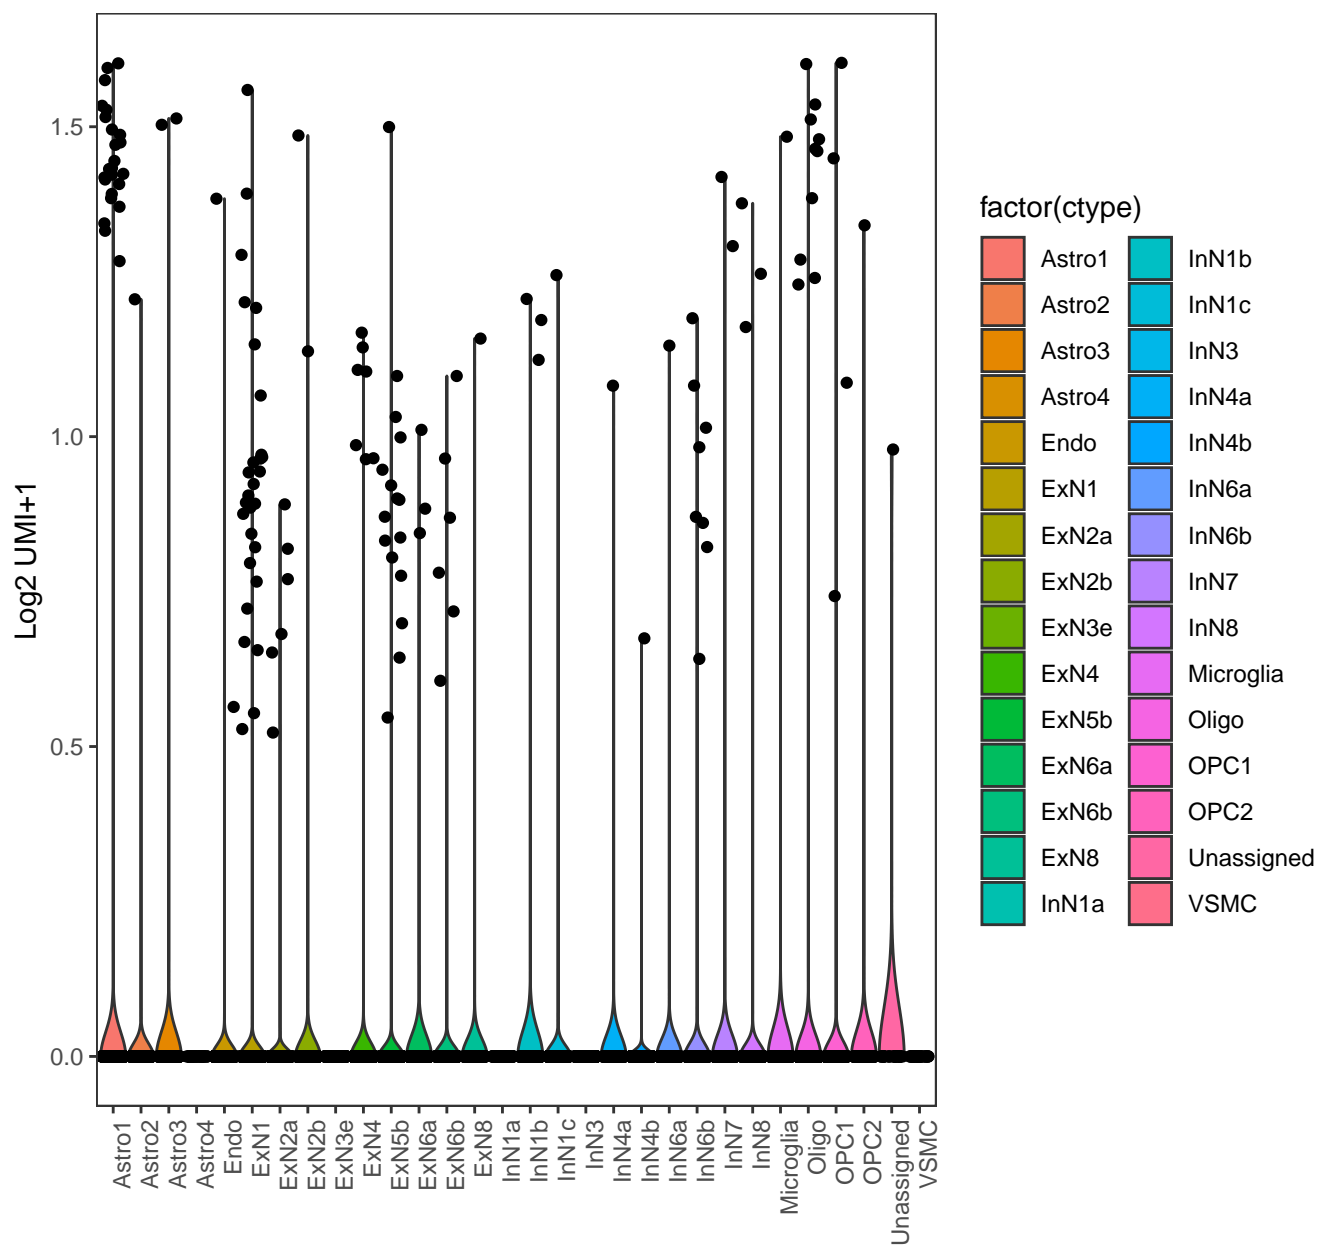 Log2 UMI+1
1.5
1.0
0.5
0.0
Astro1
Astro2
Astro3
Astro4
Endo
ExN1
ExN2a
ExN2b
ExN3e
ExN4
ExN5b
ExN6a
ExN6b
ExN8
InN1a
InN1b
InN1c
InN3
InN4a
InN4b
InN6a
InN6b
InN7
InN8
Microglia
Oligo
OPC1
OPC2
Unassigned
VSMC
factor(ctype)
Astro1
Astro2
Astro3
Astro4
Endo
ExN1
ExN2a
ExN2b
ExN3e
ExN4
ExN5b
ExN6a
ExN6b
ExN8
InN1a
InN1b
InN1c
InN3
InN4a
InN4b
InN6a
InN6b
InN7
InN8
Microglia
Oligo
OPC1
OPC2
Unassigned
VSMC